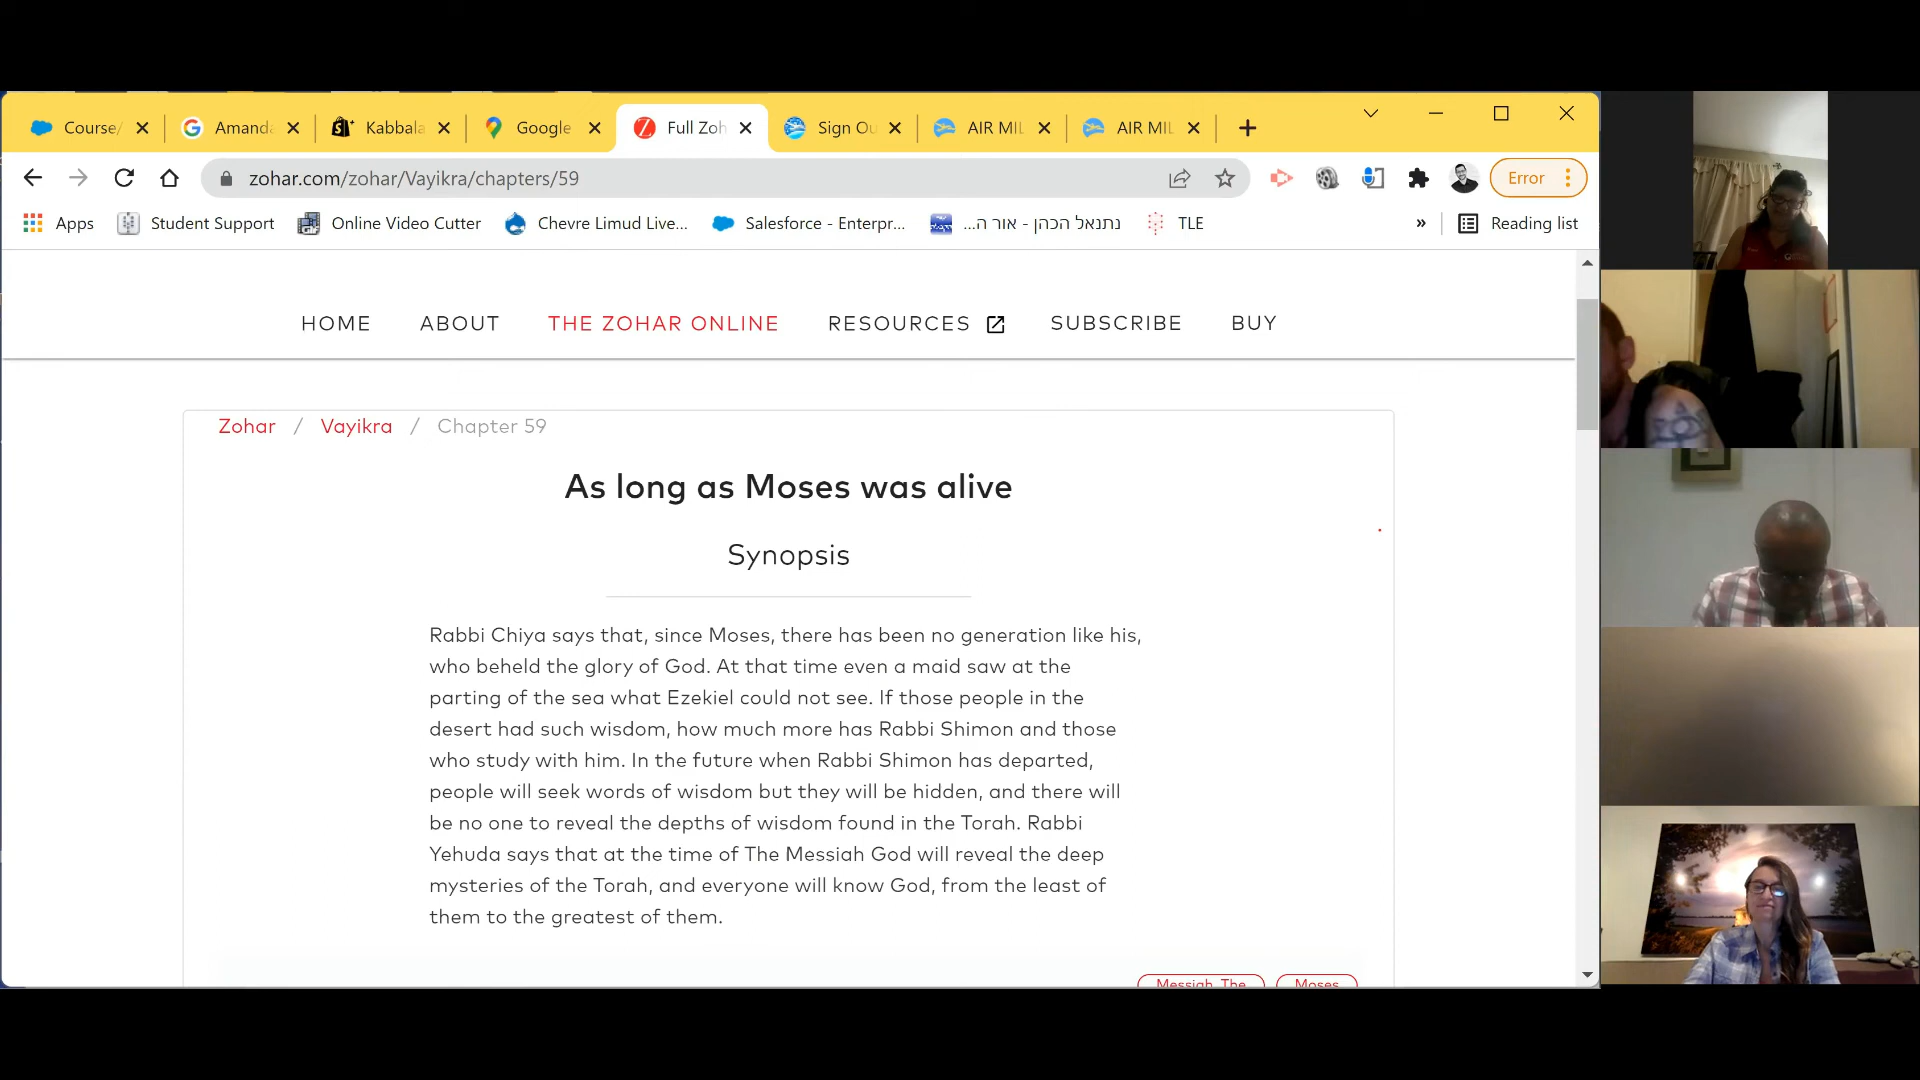 Course/
Amanda
Kabbala
Google
Full Zoh
Sign Ou
AIR MIL
AIR MIL
zohar.com/zohar/Vayikra/chapters/59
Error
Apps
Student Support
Online Video Cutter
Chevre Limud Live...
Salesforce - Enterpr...
נתנאל הכהן - אור ה...
TLE
»
Reading list
HOME
ABOUT
THE ZOHAR ONLINE
RESOURCES
SUBSCRIBE
BUY
Zohar / Vayikra / Chapter 59
As long as Moses was alive
Synopsis
Rabbi Chiya says that, since Moses, there has been no generation like his,
who beheld the glory of God. At that time even a maid saw at the
parting of the sea what Ezekiel could not see. If those people in the
desert had such wisdom, how much more has Rabbi Shimon and those
who study with him. In the future when Rabbi Shimon has departed,
people will seek words of wisdom but they will be hidden, and there will
be no one to reveal the depths of wisdom found in the Torah. Rabbi
Yehuda says that at the time of The Messiah God will reveal the deep
mysteries of the Torah, and everyone will know God, from the least of
them to the greatest of them.
Messiah, The
Moses